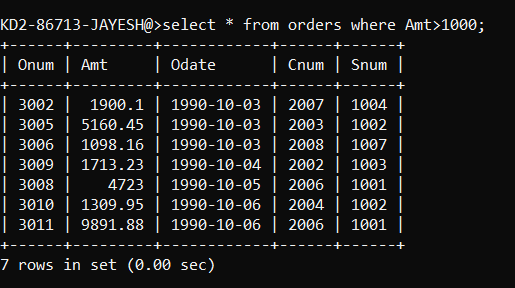 KD2-86713-JAYESH@>select * from orders where Amt>1000;
+------+---------+------------+------+------+
| Onum | Amt     | Odate      | Cnum | Snum |
+------+---------+------------+------+------+
| 3002 |  1900.1 | 1990-10-03 | 2007 | 1004 |
| 3005 | 5160.45 | 1990-10-03 | 2003 | 1002 |
| 3006 | 1098.16 | 1990-10-03 | 2008 | 1007 |
| 3009 | 1713.23 | 1990-10-04 | 2002 | 1003 |
| 3008 |    4723 | 1990-10-05 | 2006 | 1001 |
| 3010 | 1309.95 | 1990-10-06 | 2004 | 1002 |
| 3011 | 9891.88 | 1990-10-06 | 2006 | 1001 |
+------+---------+------------+------+------+
7 rows in set (0.00 sec)